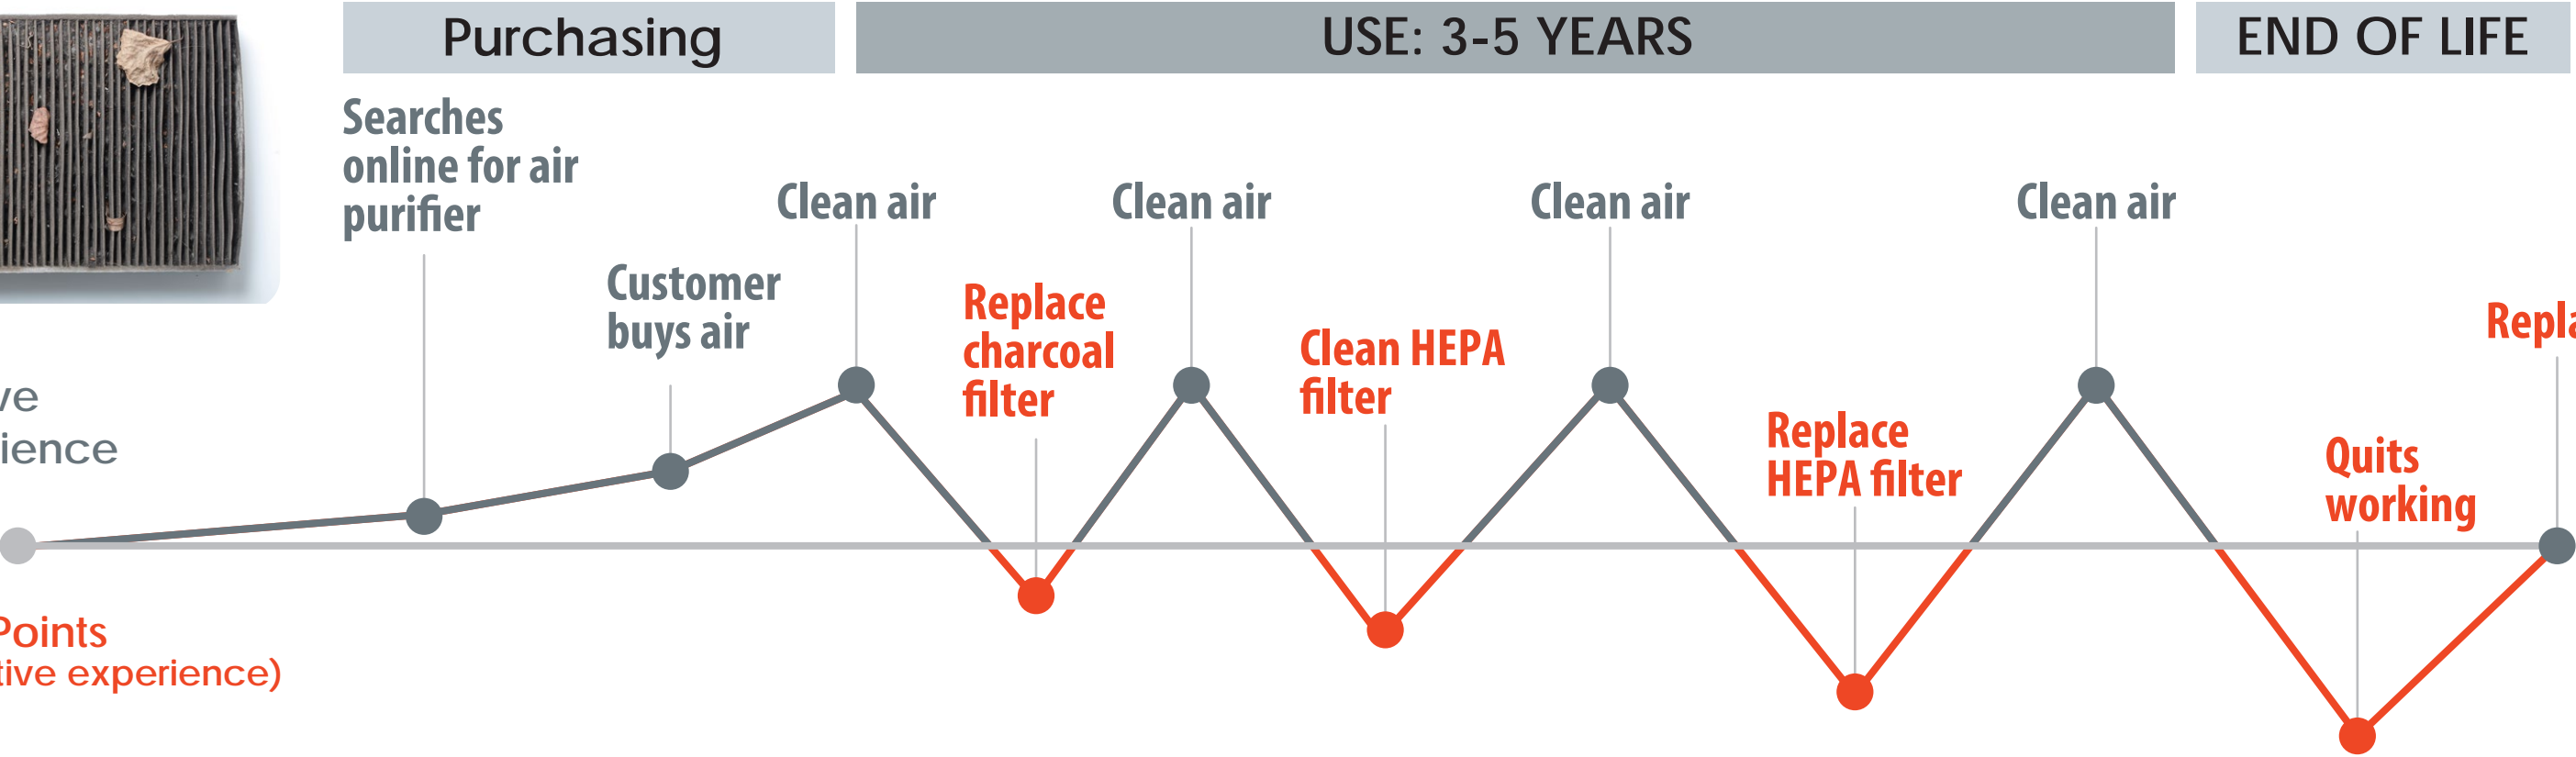 Purchasing
USE: 3-5 YEARS
END OF LIFE
Searches
online for air
purifier
Customer
buys air
Clean air
Replace
charcoal
filter
Clean air
Clean HEPA
filter
Clean air
Replace
HEPA filter
Clean air
Quits
working
Repla
ve
ience
Points
tive experience)